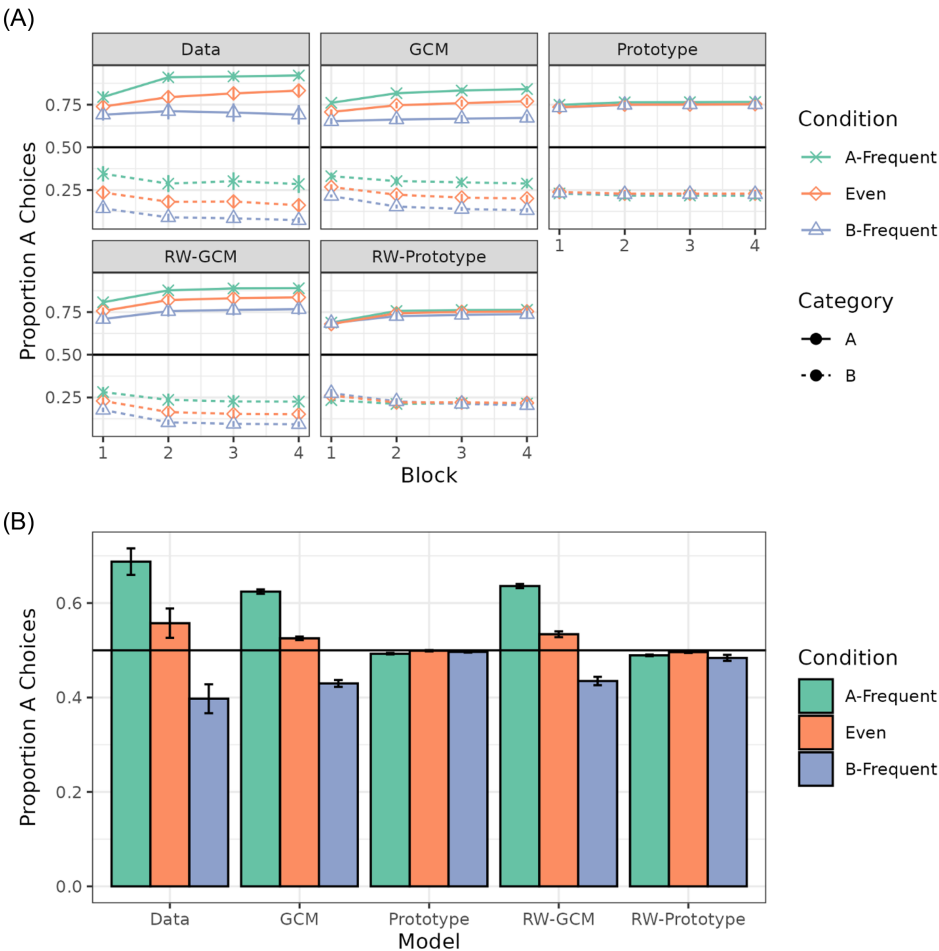 (A)
Data
GCM
Prototype
0.75
0.50
0.25
1 2 3 4
RW-GCM
RW-Prototype
0.75
0.50
0.25
1 2 3 4
1 2 3 4
Proportion A Choices
Block
Condition
A-Frequent
Even
B-Frequent
Category
A
B
(B)
0.6
0.4
0.2
0.0
Proportion A Choices
Data
GCM
Prototype
RW-GCM
RW-Prototype
Model
Condition
A-Frequent
Even
B-Frequent